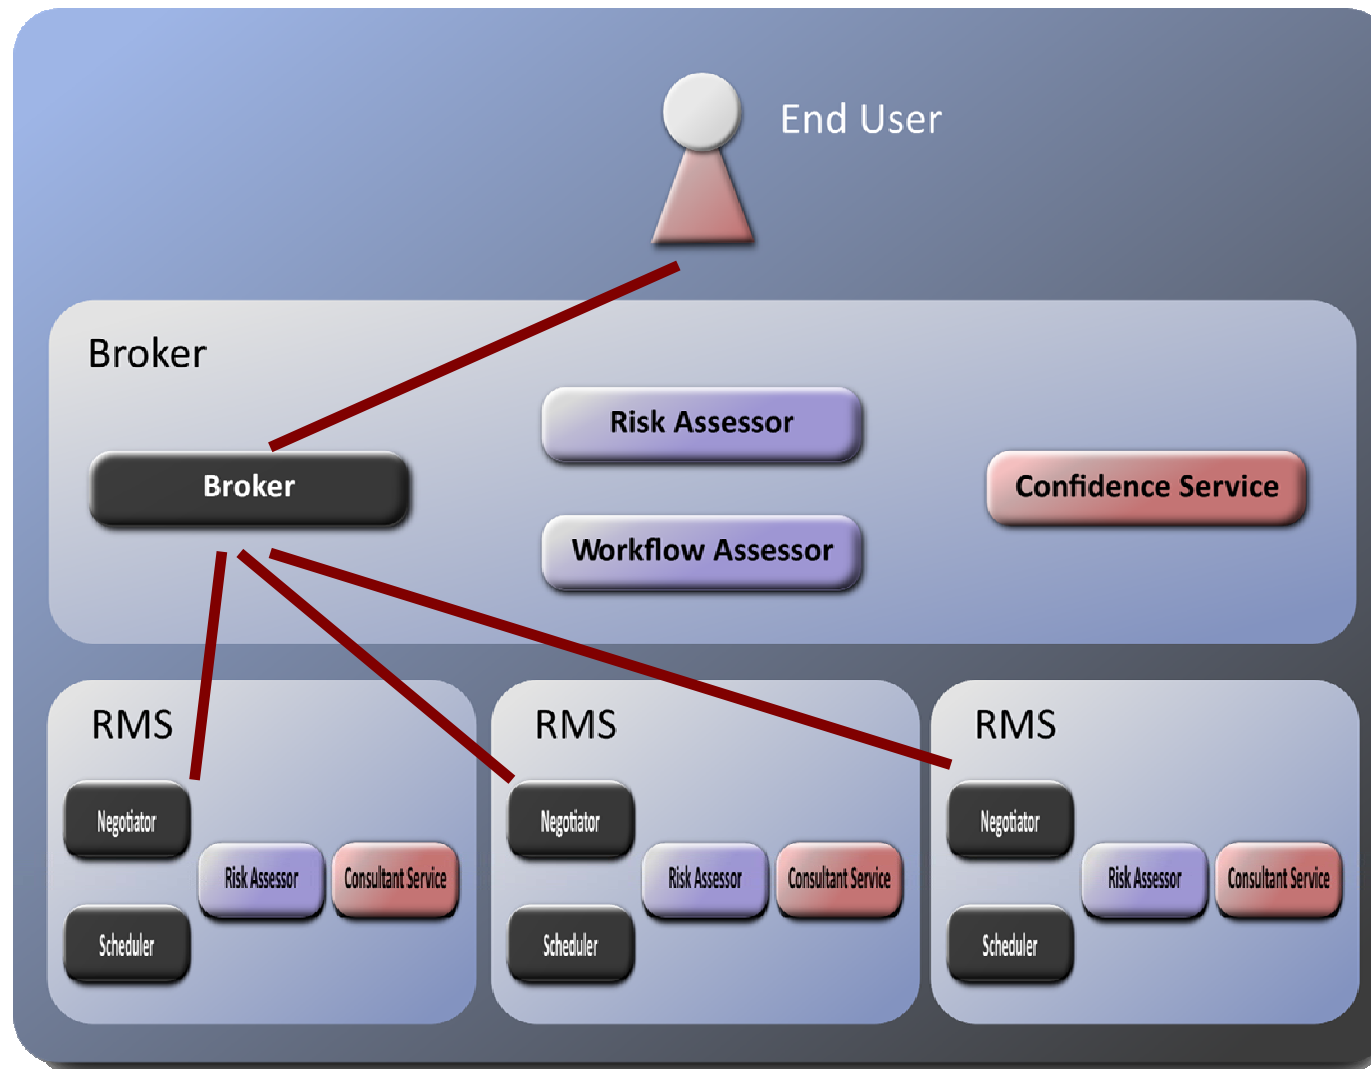 End User
Broker
Risk Assessor
Broker
Confidence Service
Workflow Assessor
RMS
Negotiator
Risk Assessor
Consultant Service
Scheduler
RMS
Negotiator
Risk Assessor
Consultant Service
Scheduler
RMS
Negotiator
Risk Assessor
Consultant Service
Scheduler